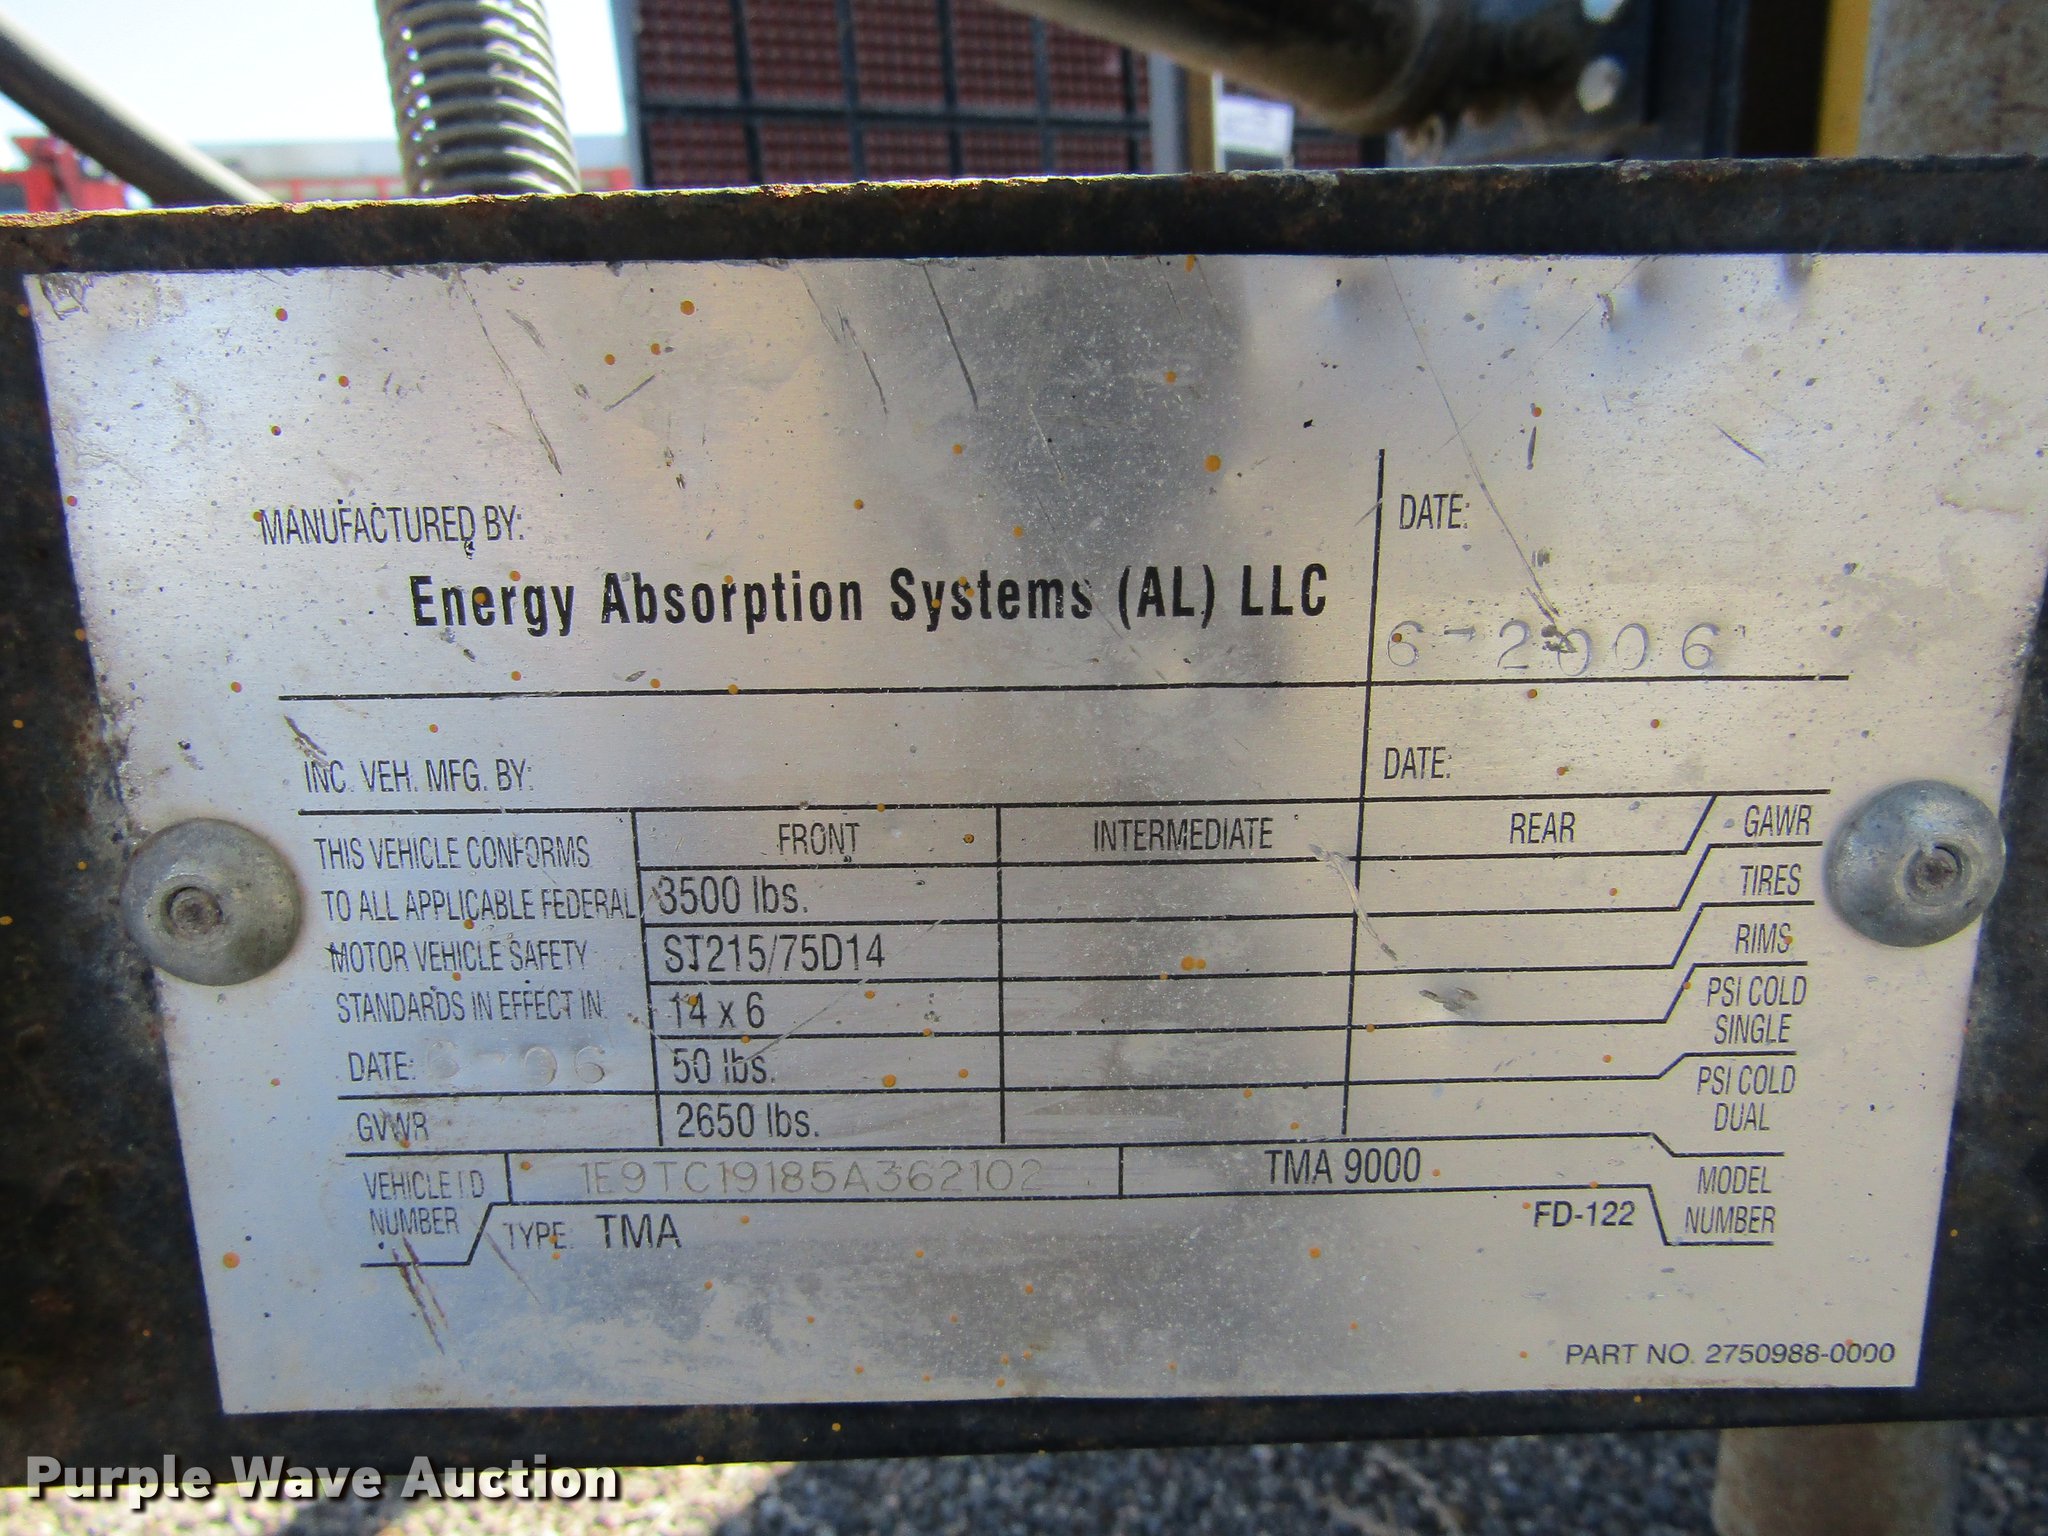 MANUFACTURED BY:
Energy Absorption Systems (AL) LLC
DATE:
6-2006
INC. VEH. MFG. BY:
DATE:
THIS VEHICLE CONFORMS
TO ALL APPLICABLE FEDERAL
MOTOR VEHICLE SAFETY
STANDARDS IN EFFECT IN
DATE: 6-06
FRONT INTERMEDIATE REAR GAWR
3500 lbs. TIRES
ST215/75D14 RIMS
14 x 6 PSI COLD
SINGLE
50 lbs. PSI COLD
DUAL
GVWR 2650 lbs.
VEHICLE I.D
NUMBER
1E9TC19185A362102
TMA 9000
FD-122
MODEL
NUMBER
TYPE: TMA
PART NO. 2750988-0000
Purple Wave Auction